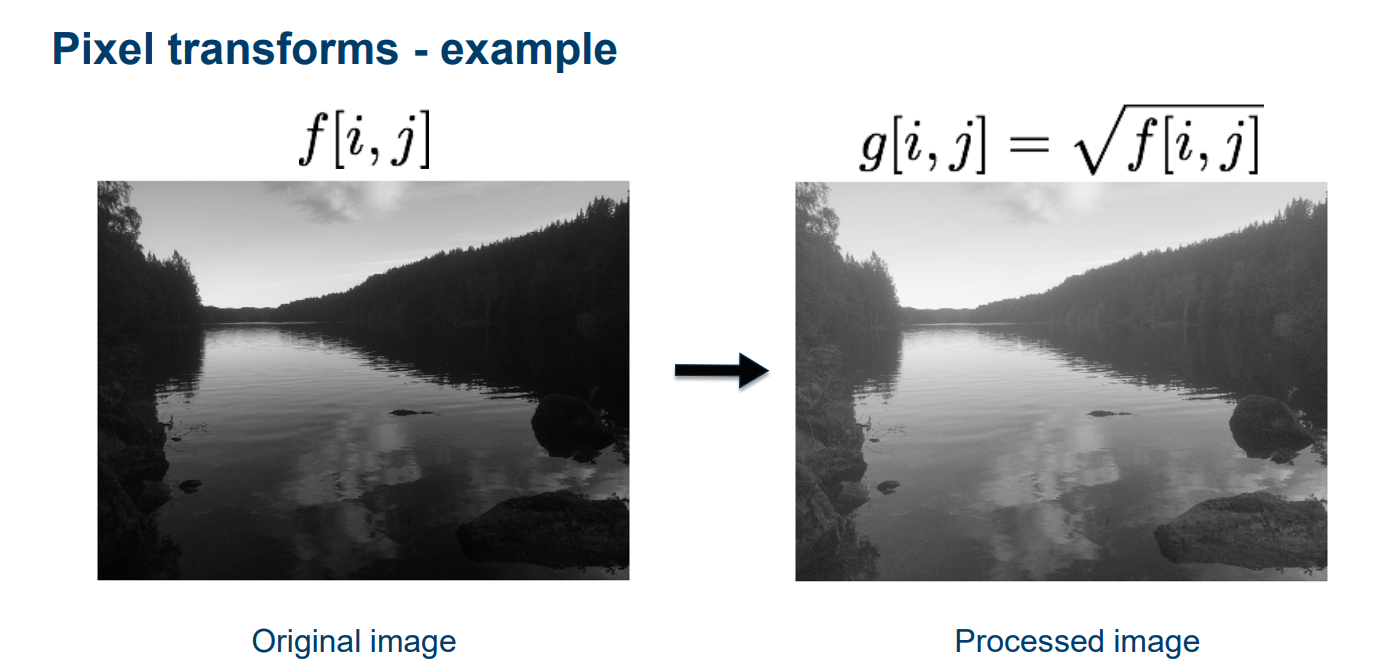 Pixel transforms - example
f[i, j]
g[i, j] = √f[i, j]
Original image
Processed image